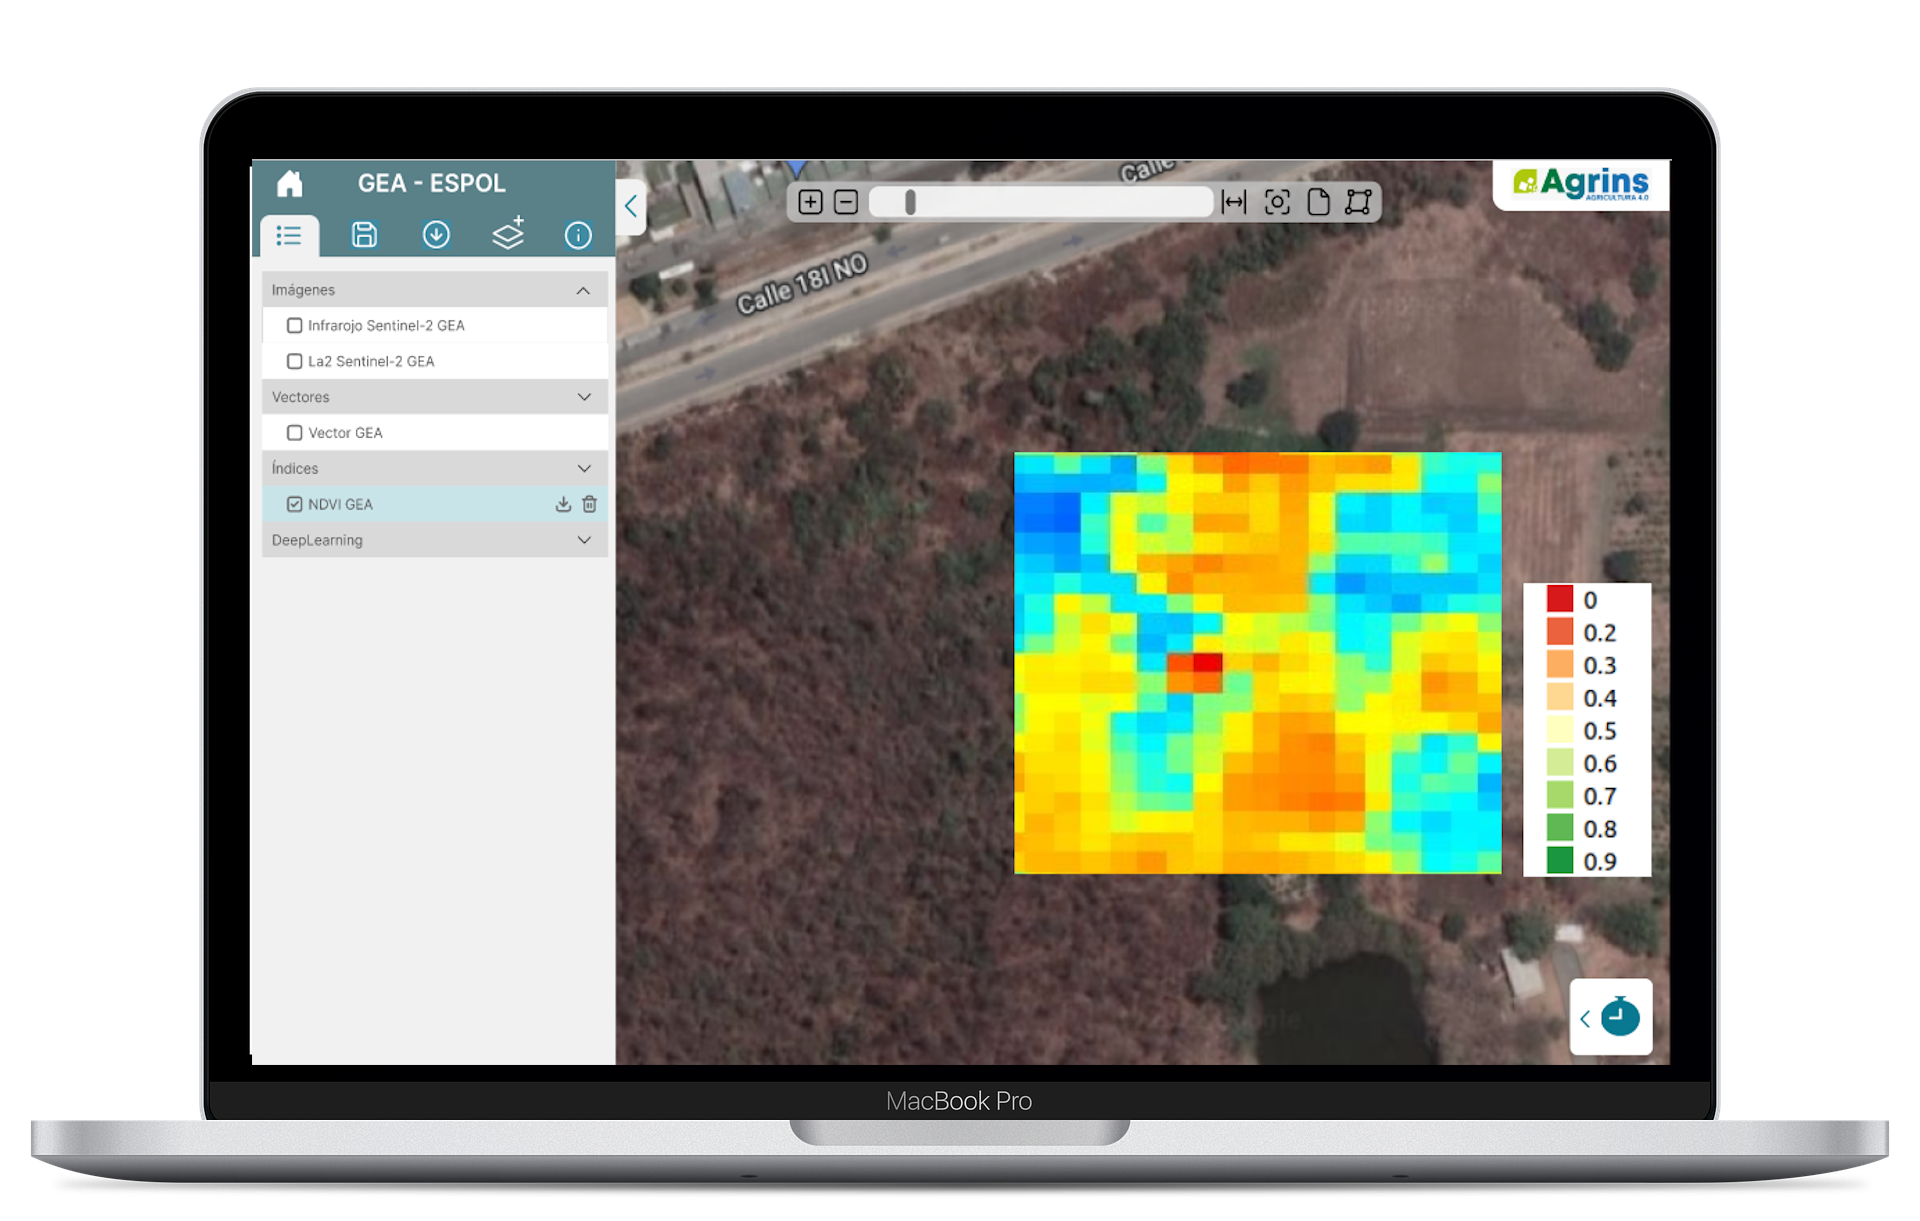 GEA - ESPOL
Imágenes
Infrarojo Sentinel-2 GEA
La2 Sentinel-2 GEA
Vectores
Vector GEA
Índices
NDVI GEA
DeepLearning
Calle
Calle 18I NO
Agrins
AGRICULTURA 4.0
0
0.2
0.3
0.4
0.5
0.6
0.7
0.8
0.9
MacBook Pro